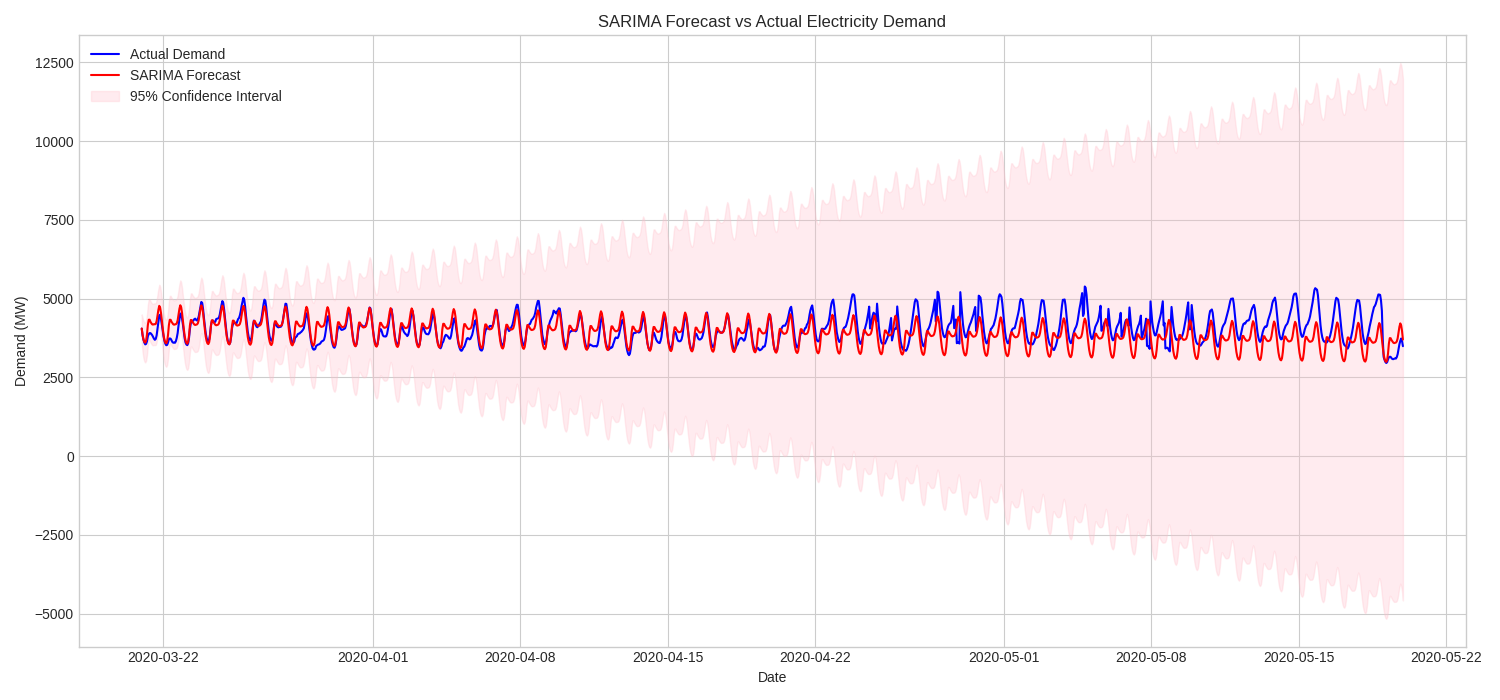 SARIMA Forecast vs Actual Electricity Demand
Actual Demand
SARIMA Forecast
95% Confidence Interval
12500
10000
7500
5000
2500
0
−2500
−5000
Demand (MW)
2020-03-22 2020-04-01 2020-04-08 2020-04-15 2020-04-22 2020-05-01 2020-05-08 2020-05-15 2020-05-22
Date